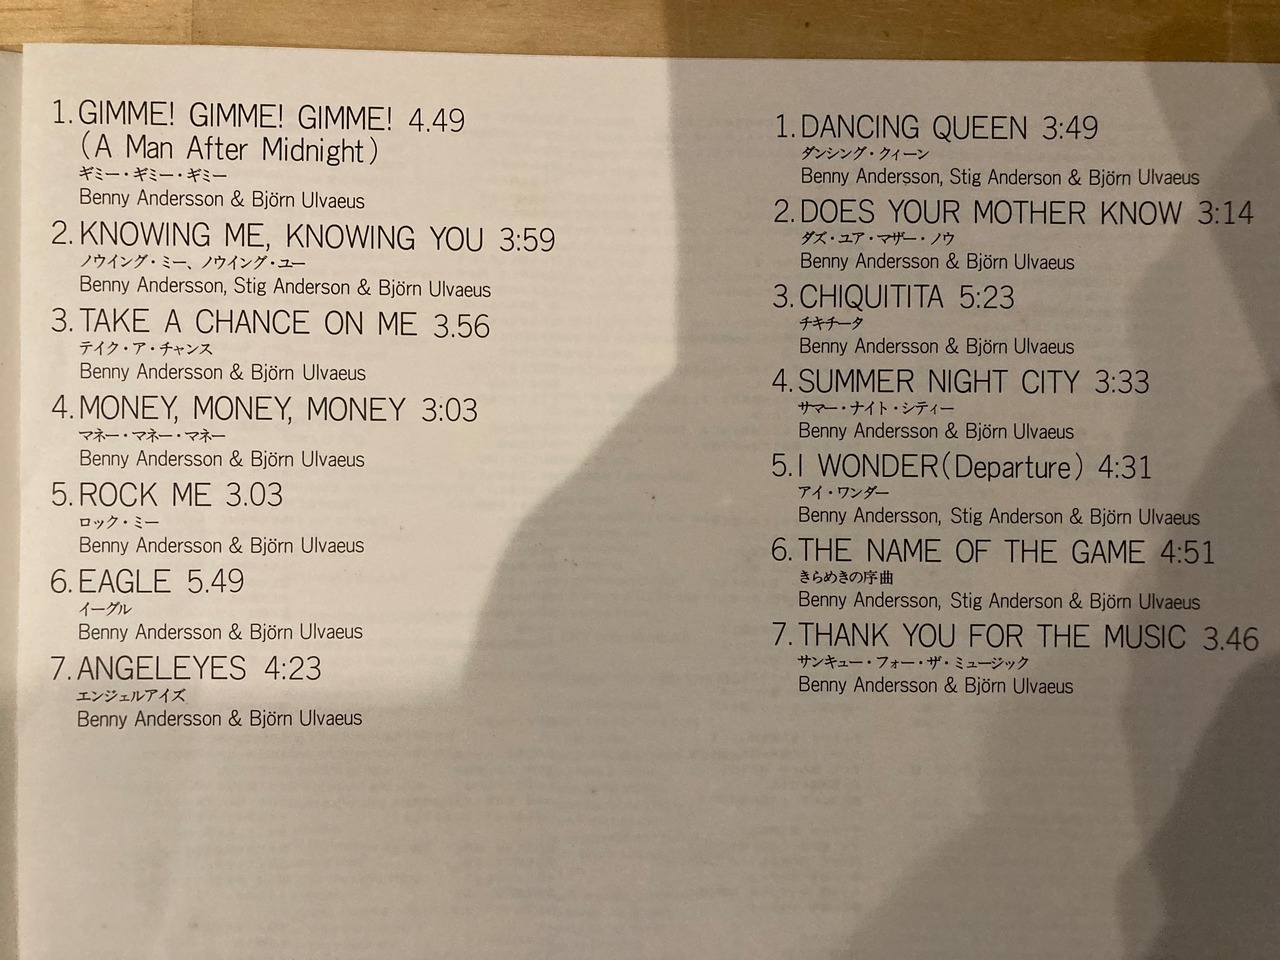 1. GIMME! GIMME! GIMME! 4.49
(A Man After Midnight)
ギミー・ギミー・ギミー
Benny Andersson & Björn Ulvaeus
2. KNOWING ME, KNOWING YOU 3:59
ノウイング・ミー、ノウイング・ユー
Benny Andersson, Stig Anderson & Björn Ulvaeus
3. TAKE A CHANCE ON ME 3.56
テイク・ア・チャンス
Benny Andersson & Björn Ulvaeus
4. MONEY, MONEY, MONEY 3:03
マネー・マネー・マネー
Benny Andersson & Björn Ulvaeus
5. ROCK ME 3.03
ロック・ミー
Benny Andersson & Björn Ulvaeus
6. EAGLE 5.49
イーグル
Benny Andersson & Björn Ulvaeus
7. ANGELEYES 4:23
エンジェルアイズ
Benny Andersson & Björn Ulvaeus
1. DANCING QUEEN 3:49
ダンシング・クィーン
Benny Andersson, Stig Anderson & Björn Ulvaeus
2. DOES YOUR MOTHER KNOW 3:14
ダズ・ユア・マザー・ノウ
Benny Andersson & Björn Ulvaeus
3. CHIQUITITA 5:23
チキチータ
Benny Andersson & Björn Ulvaeus
4. SUMMER NIGHT CITY 3:33
サマー・ナイト・シティー
Benny Andersson & Björn Ulvaeus
5. I WONDER (Departure) 4:31
アイ・ワンダー
Benny Andersson, Stig Anderson & Björn Ulvaeus
6. THE NAME OF THE GAME 4:51
きらめきの序曲
Benny Andersson, Stig Anderson & Björn Ulvaeus
7. THANK YOU FOR THE MUSIC 3.46
サンキュー・フォー・ザ・ミュージック
Benny Andersson & Björn Ulvaeus